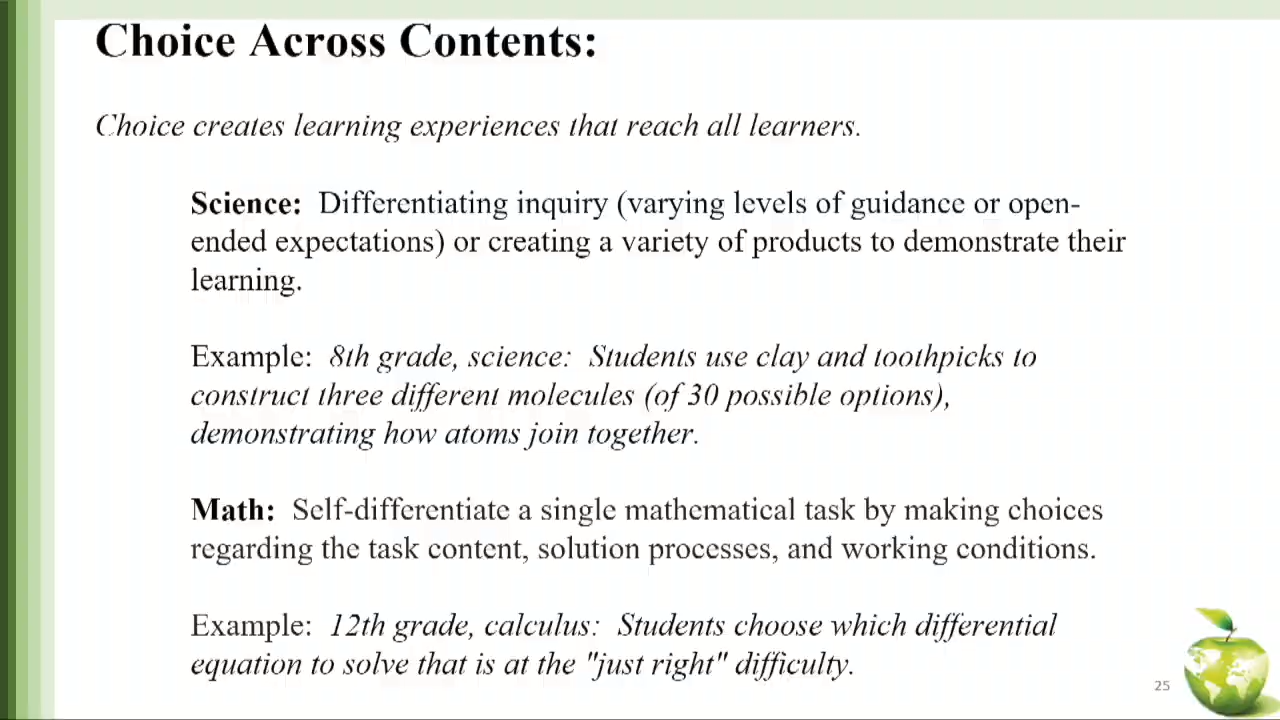 Choice Across Contents:
Choice creates learning experiences that reach all learners.
Science: Differentiating inquiry (varying levels of guidance or open-
ended expectations) or creating a variety of products to demonstrate their
learning.
Example: 8th grade, science: Students use clay and toothpicks to
construct three different molecules (of 30 possible options),
demonstrating how atoms join together.
Math: Self-differentiate a single mathematical task by making choices
regarding the task content, solution processes, and working conditions.
Example: 12th grade, calculus: Students choose which differential
equation to solve that is at the "just right" difficulty.
25